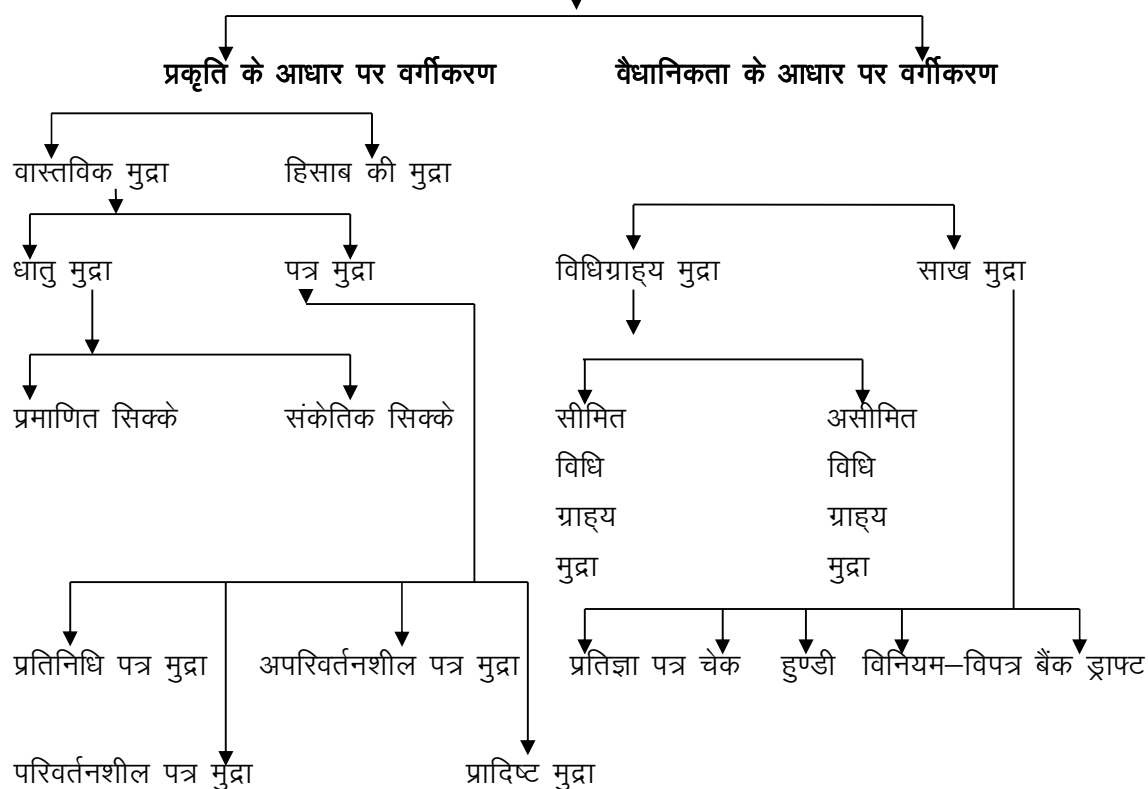 प्रकृति के आधार पर वर्गीकरण वैधानिकता के आधार पर वर्गीकरण
वास्तविक मुद्रा हिसाब की मुद्रा
धातु मुद्रा पत्र मुद्रा विधिग्राह्य मुद्रा साख मुद्रा
प्रमाणित सिक्के संकेतिक सिक्के सीमित असीमित
विधि विधि
ग्राह्य ग्राह्य
मुद्रा मुद्रा
प्रतिनिधि पत्र मुद्रा अपरिवर्तनशील पत्र मुद्रा प्रतिज्ञा पत्र चेक हुण्डी विनियम–विपत्र बैंक ड्राफ्ट
परिवर्तनशील पत्र मुद्रा प्रादिष्ट मुद्रा